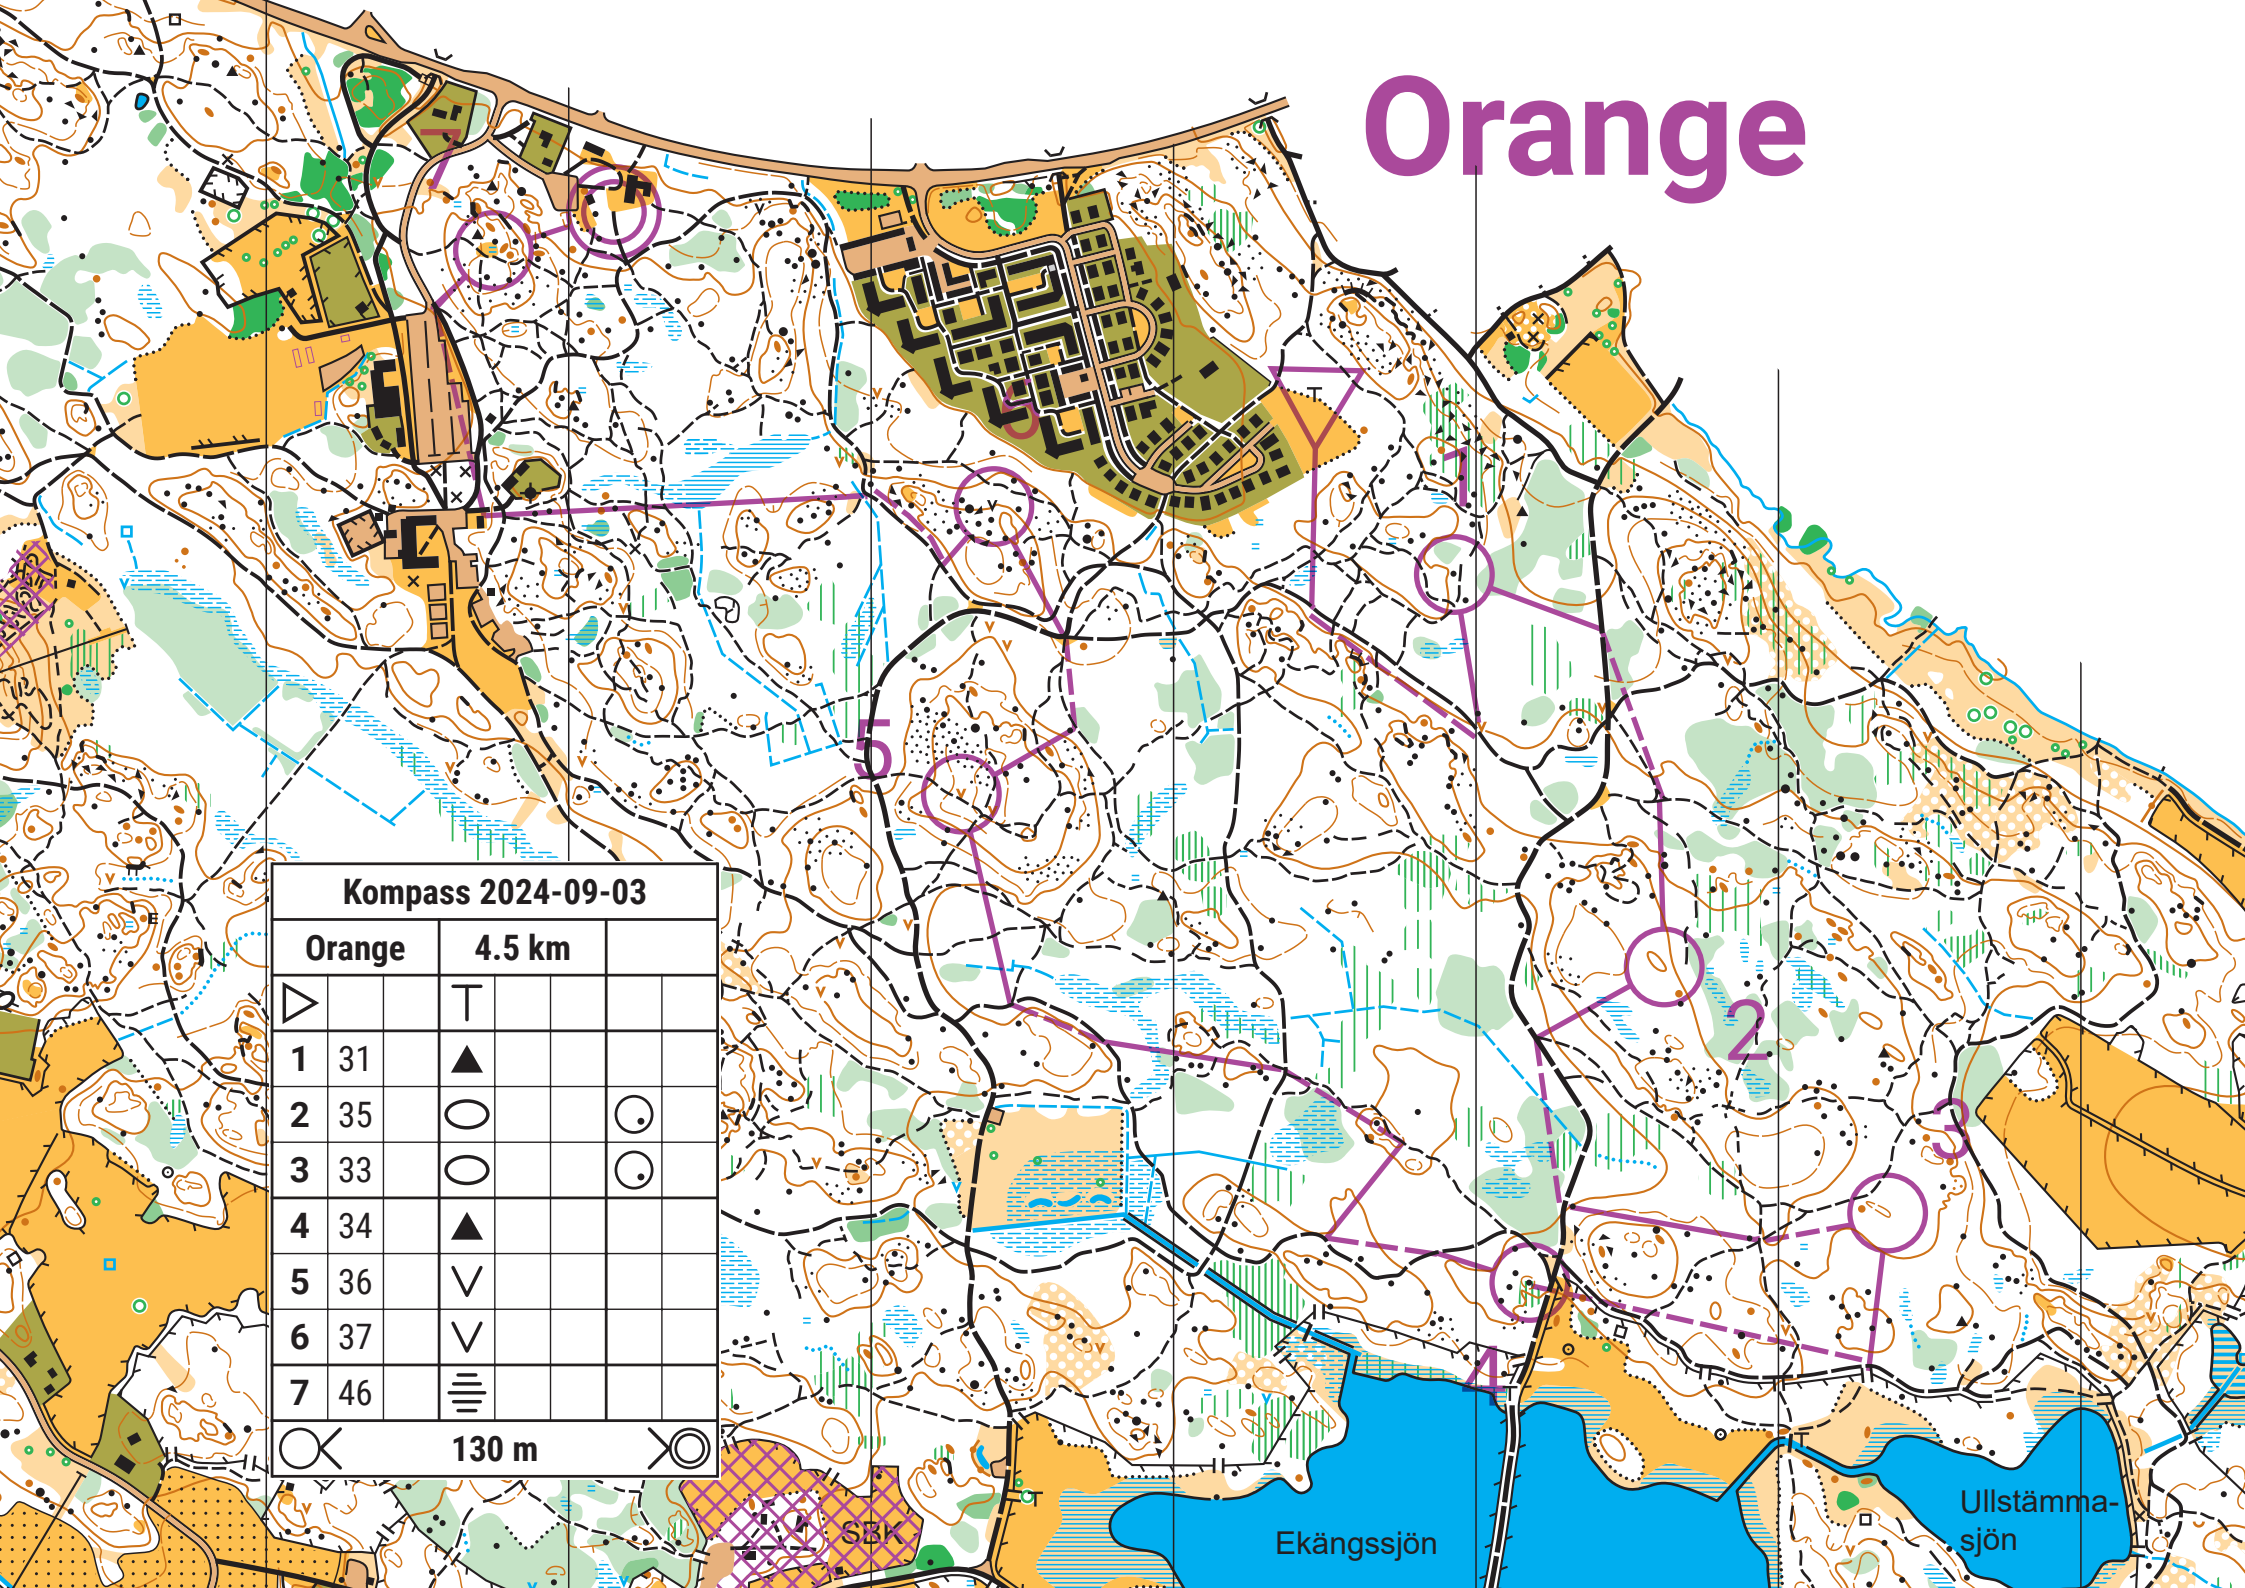 Orange
7
6
1
5
2
3
4
Kompass 2024-09-03
Orange 4.5 km
1 31
2 35
3 33
4 34
5 36
6 37
7 46
130 m
SBK
Ekängssjön
Ullstämma-
sjön